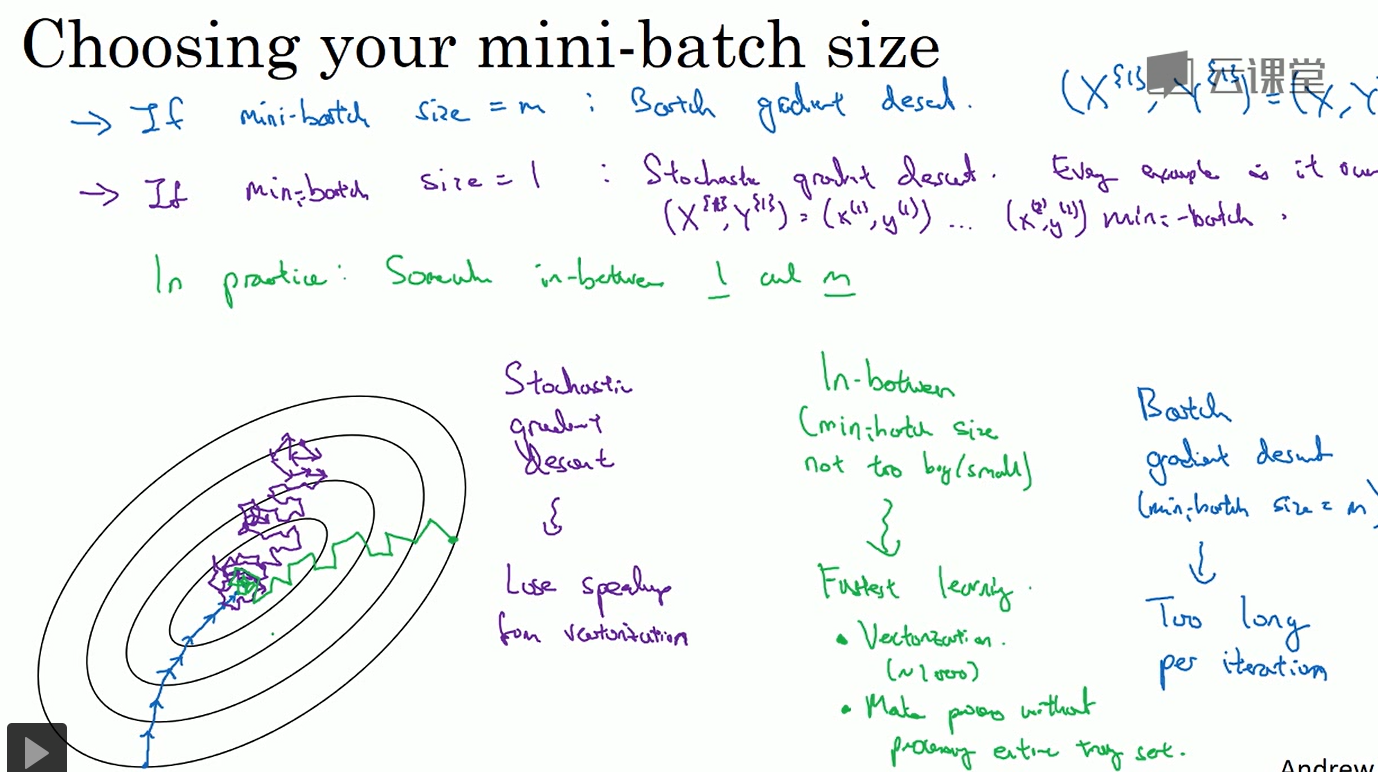 Choosing your mini-batch size
云课堂
→ If mini-batch size = m : Batch gradient descent. (X^{1}, Y^{1}) = (X, Y
→ If mini-batch size = 1 : Stochastic gradient descent. Every example is it own
(X^{1}, Y^{1}) = (x^(1), y^(1)) ... (x^(2), y^(2)) mini-batch.
In practice: Somewhere in-between 1 and m
Stochastic
gradient
descent
Lose speedup
from vectorization
In-between
(mini-batch size
not too big/small)
Fastest learning.
• Vectorization.
(~1000)
• Make progress without
processing entire training set.
Batch
gradient descent
(mini-batch size = m)
Too long
per iteration
Andrew